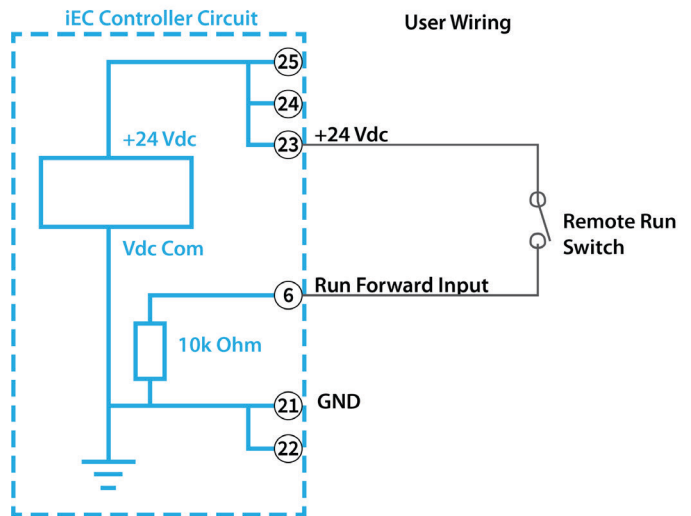 iEC Controller Circuit
User Wiring
25
24
+24 Vdc
23
+24 Vdc
Remote Run
Switch
Vdc Com
6
Run Forward Input
10k Ohm
21
GND
22